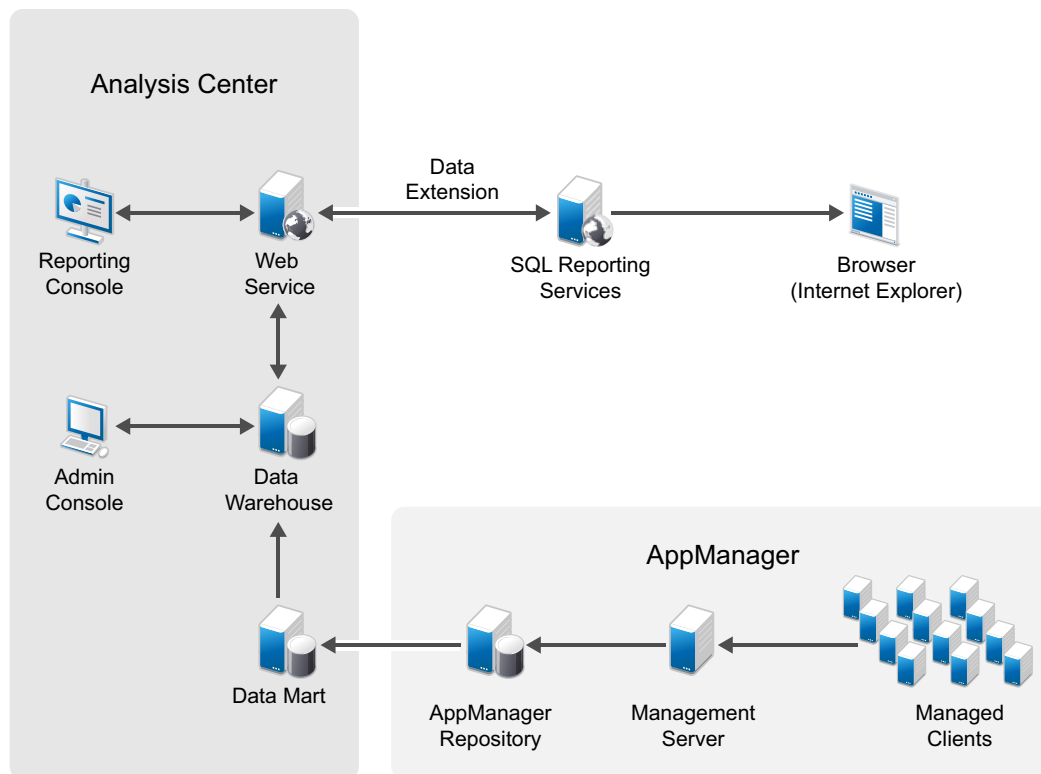 Analysis Center
Data
Extension
Reporting
Console
Web
Service
SQL Reporting
Services
Browser
(Internet Explorer)
Admin
Console
Data
Warehouse
AppManager
Data Mart
AppManager
Repository
Management
Server
Managed
Clients